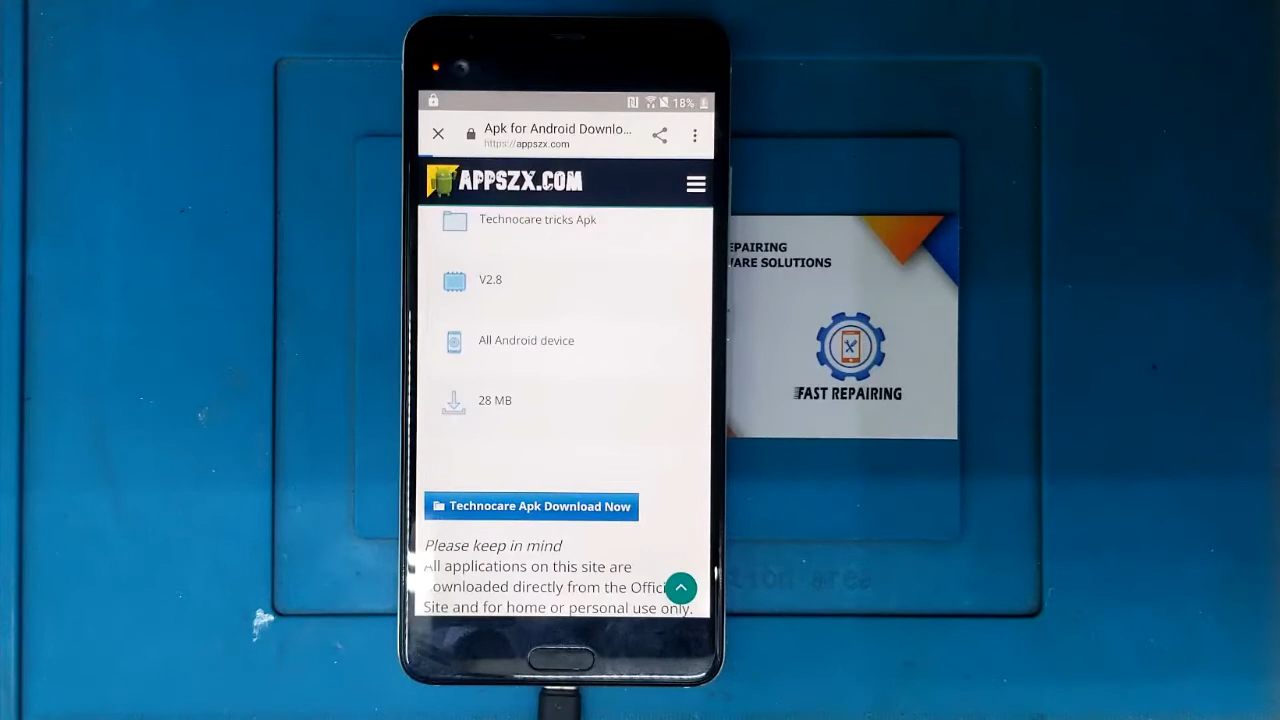 18%
Apk for Android Downlo...
https://appszx.com
APPSZX.COM
Technocare tricks Apk
V2.8
All Android device
28 MB
Technocare Apk Download Now
Please keep in mind
All applications on this site are
downloaded directly from the Offici
Site and for home or personal use only.
EPAIRING
WARE SOLUTIONS
FAST REPAIRING